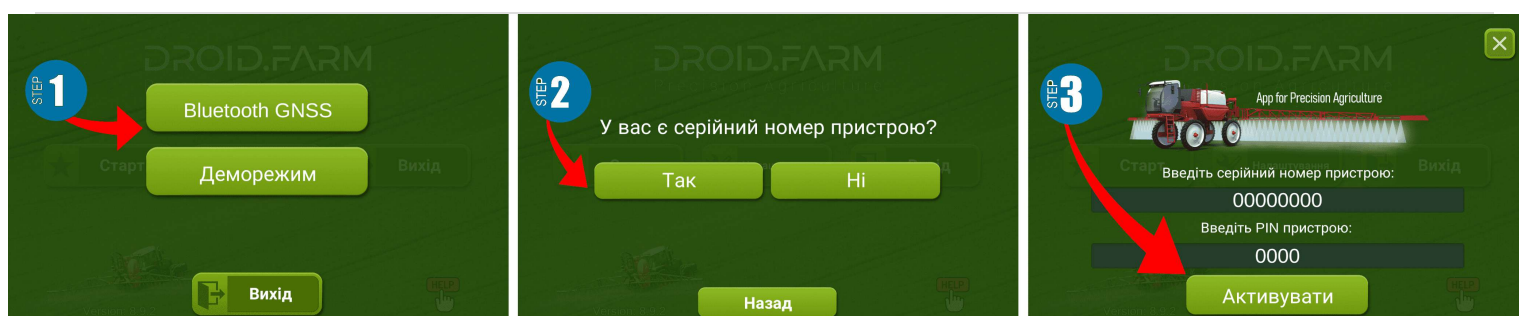 DROID.FARM
STEP 1
Bluetooth GNSS
Старт
Вихід
Деморежим
Вихід
HELP
DROID.FARM
STEP 2
У вас є серійний номер пристрою?
Так
Ні
Назад
HELP
DROID.FARM
STEP 3
App for Precision Agriculture
Старт
Налаштування
Вихід
Введіть серійний номер пристрою:
00000000
Введіть PIN пристрою:
0000
Активувати
HELP